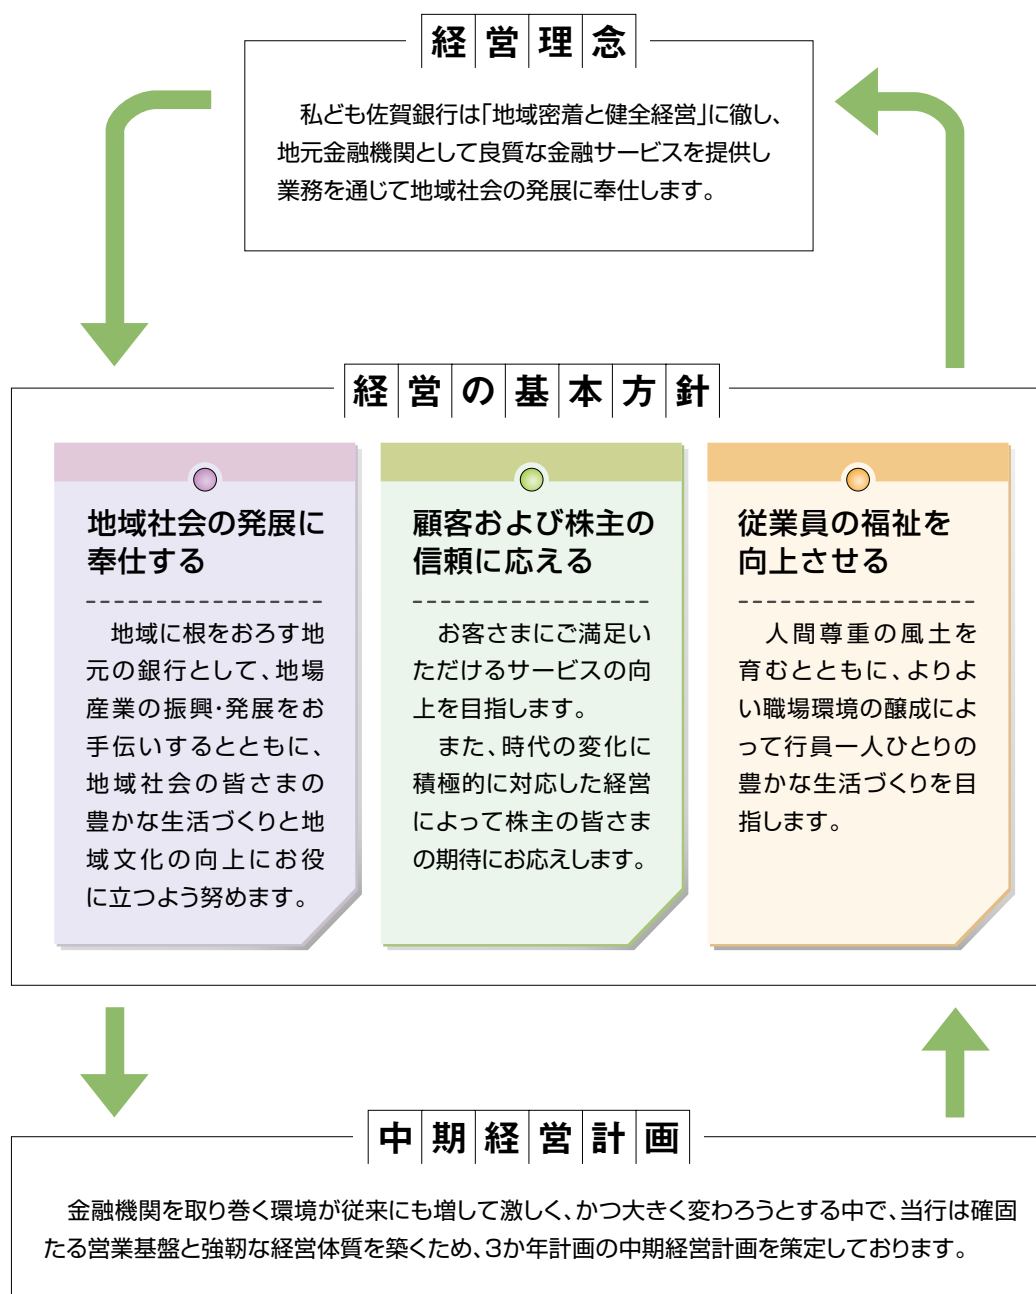 経営理念
私ども佐賀銀行は「地域密着と健全経営」に徹し、
地元金融機関として良質な金融サービスを提供し
業務を通じて地域社会の発展に奉仕します。
経営の基本方針
地域社会の発展に
奉仕する
地域に根をおろす地
元の銀行として、地場
産業の振興・発展をお
手伝いするとともに、
地域社会の皆さまの
豊かな生活づくりと地
域文化の向上にお役
に立つよう努めます。
顧客および株主の
信頼に応える
お客さまにご満足い
ただけるサービスの向
上を目指します。
また、時代の変化に
積極的に対応した経営
によって株主の皆さま
の期待にお応えします。
従業員の福祉を
向上させる
人間尊重の風土を
育むとともに、よりよ
い職場環境の醸成によ
って行員一人ひとりの
豊かな生活づくりを目
指します。
中期経営計画
金融機関を取り巻く環境が従来にも増して激しく、かつ大きく変わろうとする中で、当行は確固
たる営業基盤と強靭な経営体質を築くため、3か年計画の中期経営計画を策定しております。